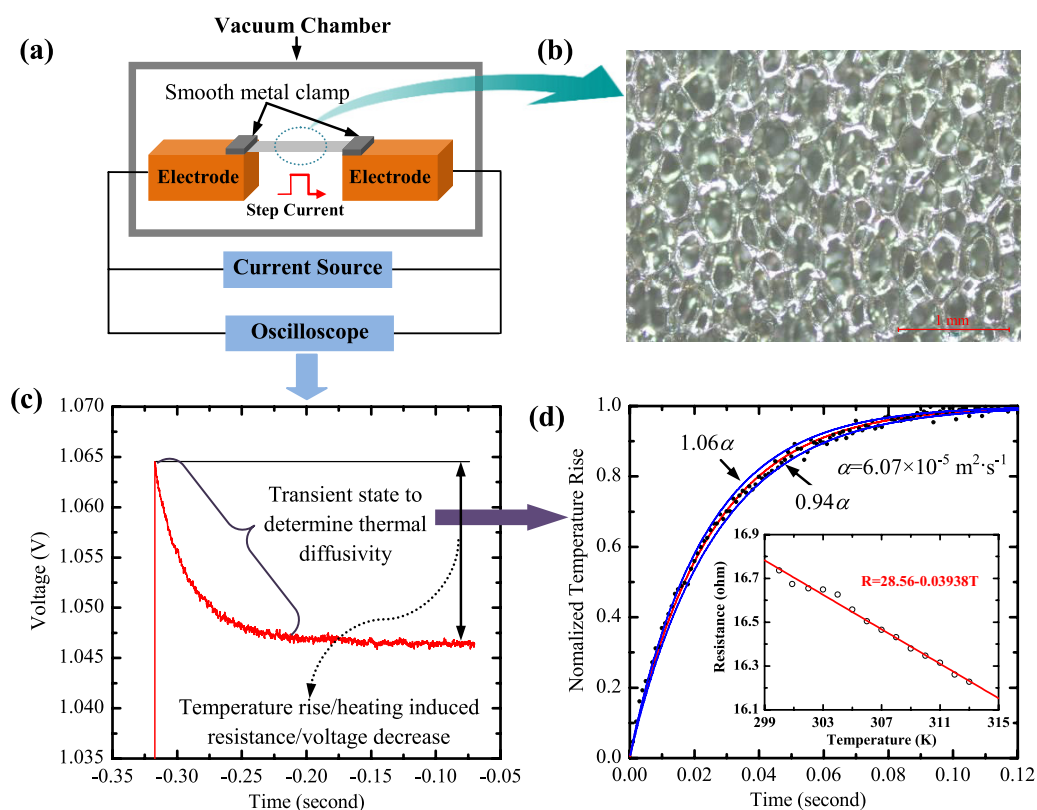 (a)
Vacuum Chamber
Smooth metal clamp
Electrode
Electrode
Step Current
Current Source
Oscilloscope
(b)
1 mm
(c)
1.070
1.065
1.060
1.055
1.050
1.045
1.040
1.035
Voltage (V)
Transient state to
determine thermal
diffusivity
Temperature rise/heating induced
resistance/voltage decrease
-0.35 -0.30 -0.25 -0.20 -0.15 -0.10 -0.05
Time (second)
(d)
1.0
0.8
0.6
0.4
0.2
0
Nomalized Temperature Rise
1.06α
α=6.07×10⁻⁵ m²·s⁻¹
0.94α
16.9
16.7
16.5
16.3
16.1
Resistance (ohm)
R=28.56-0.03938T
299 303 307 311 315
Temperature (K)
0.00 0.02 0.04 0.06 0.08 0.10 0.12
Time (second)